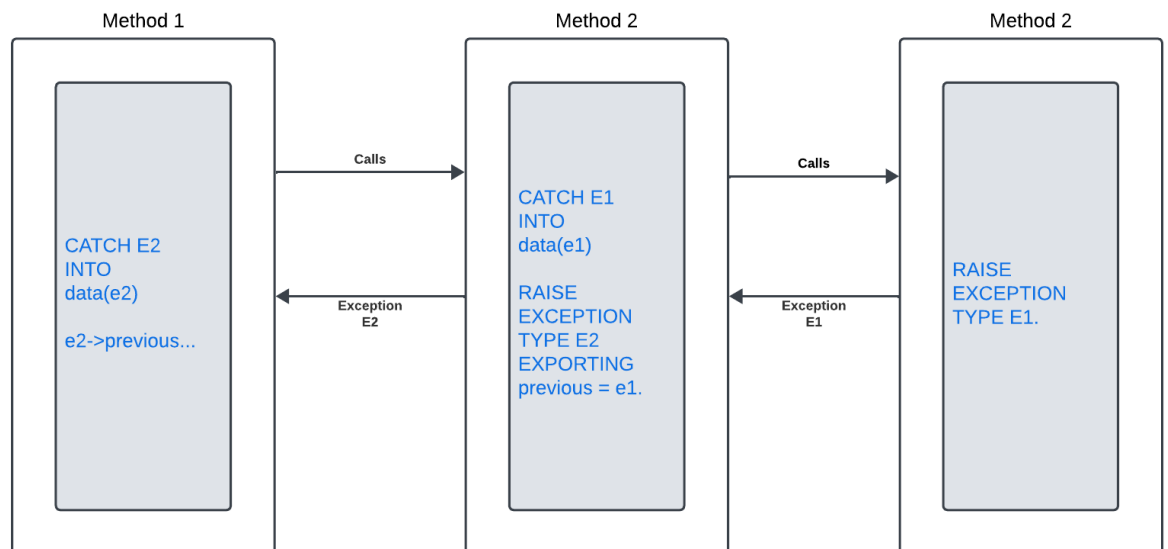 Method 1
Method 2
Method 2
CATCH E2
INTO
data(e2)
e2->previous...
Calls
Exception
E2
CATCH E1
INTO
data(e1)
RAISE
EXCEPTION
TYPE E2
EXPORTING
previous = e1.
Calls
Exception
E1
RAISE
EXCEPTION
TYPE E1.